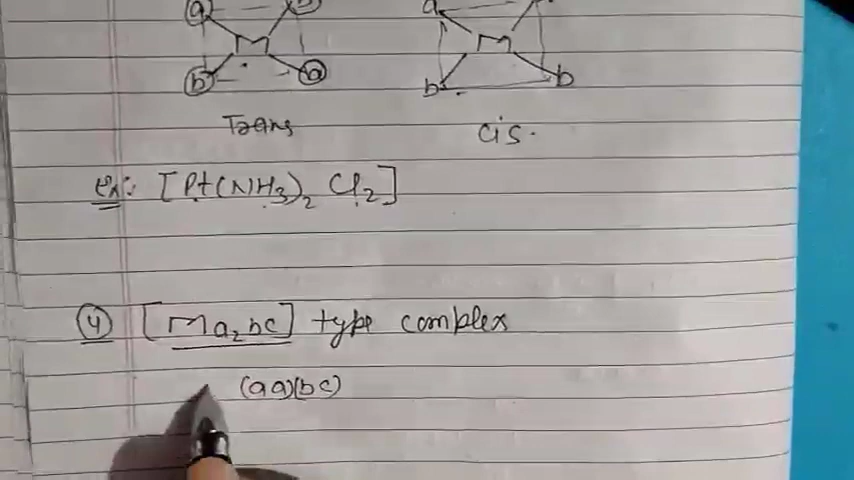 a b a b
M M
b a b b
Trans cis.
Ex:. [Pt(NH3)2 Cl2]
4 [Ma2bc] type complex
(aa)(bc)